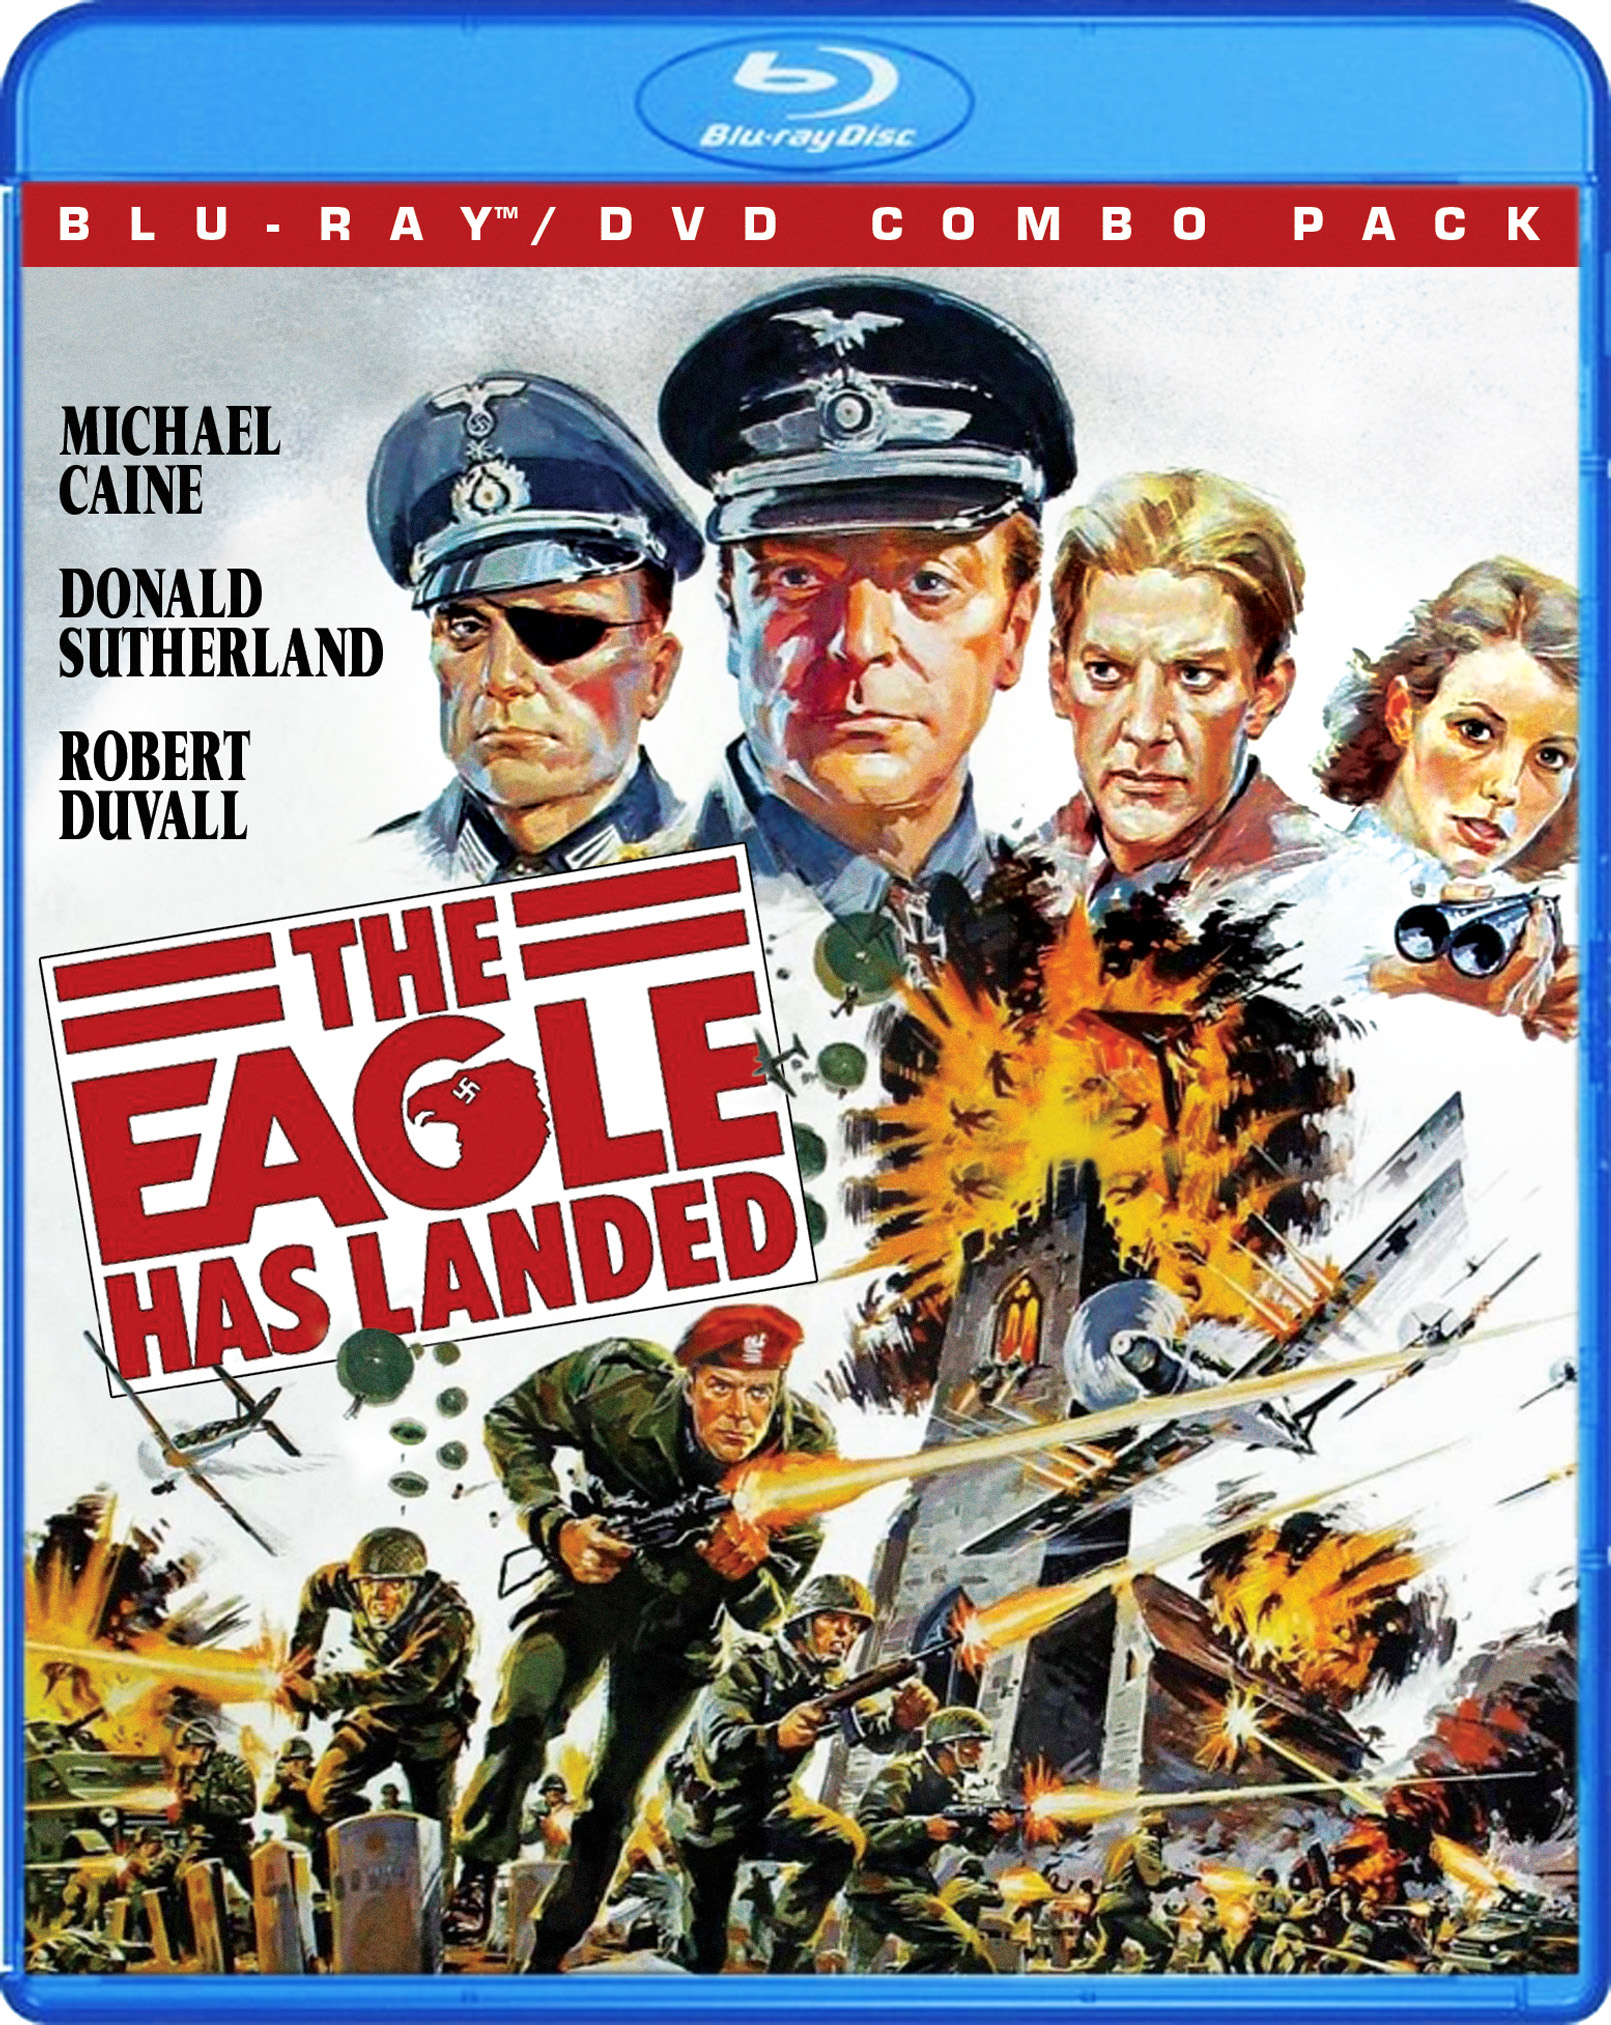 Blu-ray Disc
BLU-RAY™/DVD COMBO PACK
MICHAEL
CAINE
DONALD
SUTHERLAND
ROBERT
DUVALL
THE
EAGLE
HAS LANDED